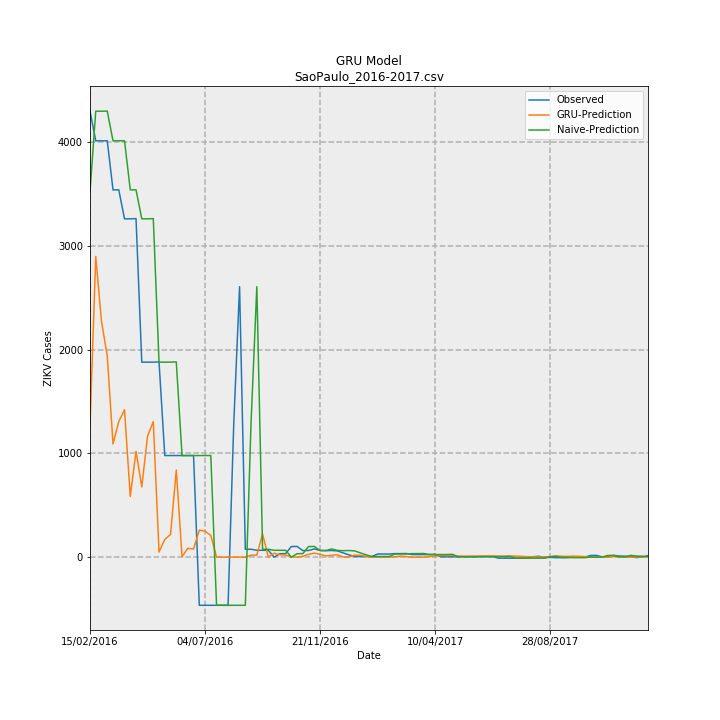 GRU Model
SaoPaulo_2016-2017.csv
Observed
GRU-Prediction
Naive-Prediction
4000
3000
2000
1000
0
ZIKV Cases
15/02/2016
04/07/2016
21/11/2016
10/04/2017
28/08/2017
Date